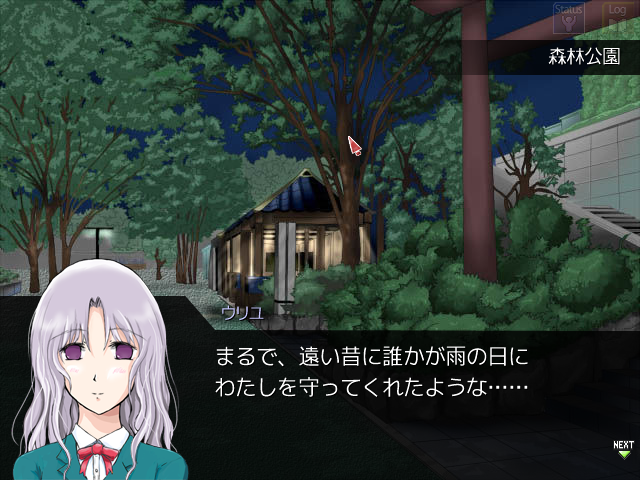 Status
Log
森林公園
ウリユ
まるで、遠い昔に誰かが雨の日に
わたしを守ってくれたような……
NEXT